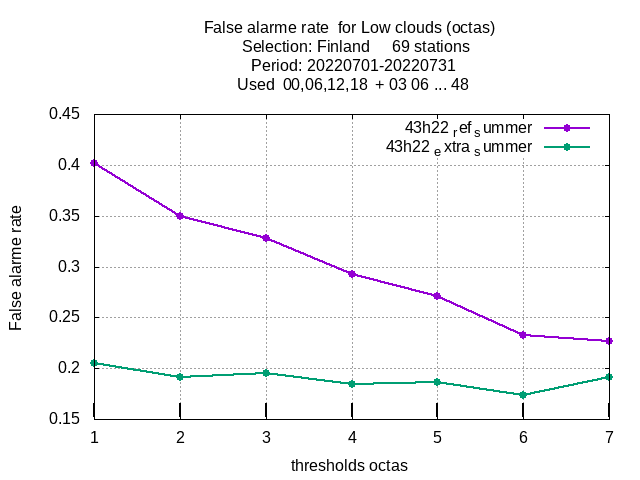 False alarme rate  for Low clouds (octas)
Selection: Finland     69 stations
Period: 20220701-20220731
Used  00,06,12,18  + 03 06 ... 48
0.45
0.4
0.35
0.3
0.25
0.2
0.15
False alarme rate
43h22 ref summer
43h22 extra summer
1 2 3 4 5 6 7
thresholds octas